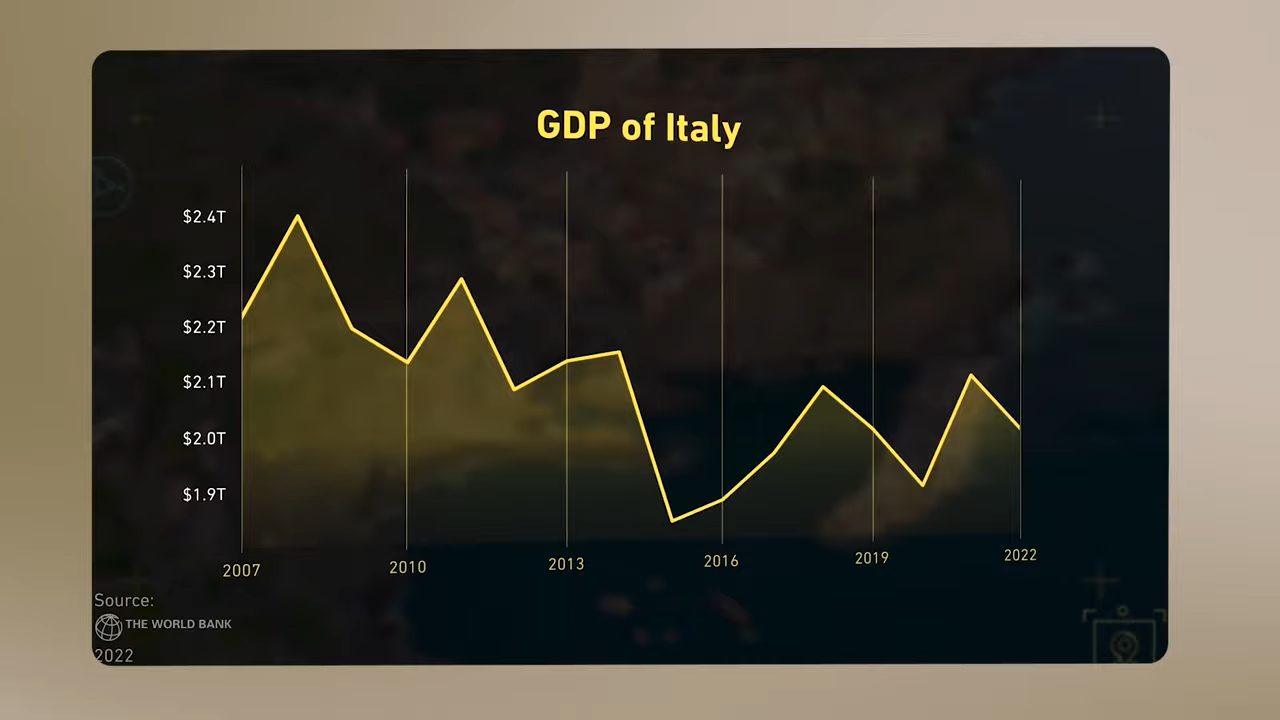 GDP of Italy
$2.4T
$2.3T
$2.2T
$2.1T
$2.0T
$1.9T
2007 2010 2013 2016 2019 2022
Source:
THE WORLD BANK
2022